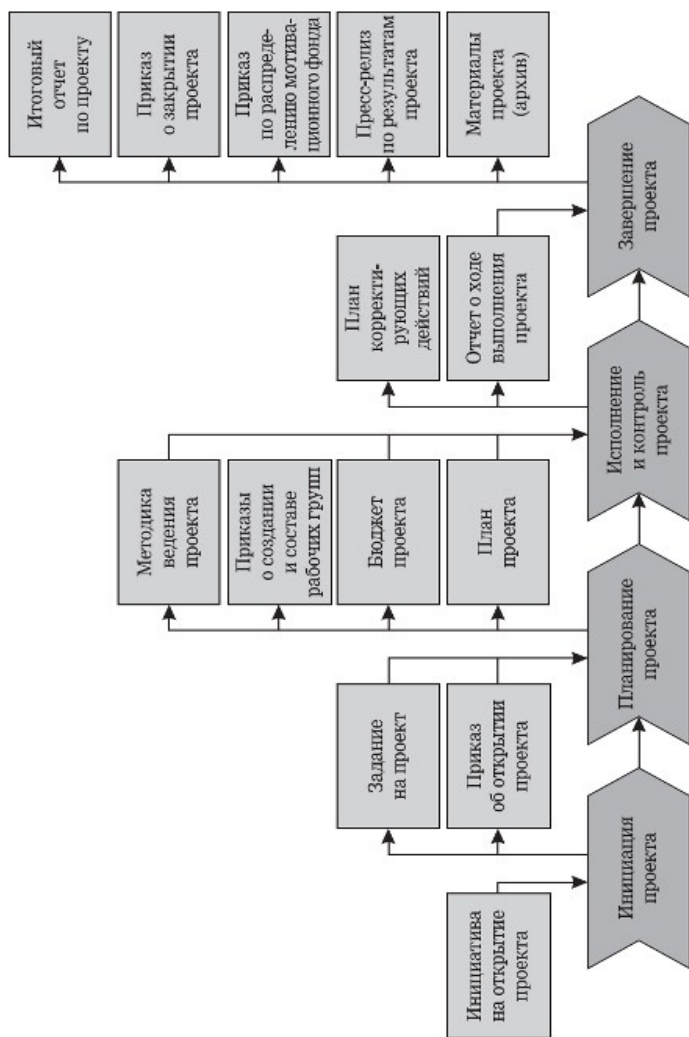 Инициатива
на открытие
проекта
Инициация
проекта
Задание
на проект
Приказ
об открытии
проекта
Планирование
проекта
Методика
ведения
проекта
Приказы
о создании
и составе
рабочих групп
Бюджет
проекта
План
проекта
Исполнение
и контроль
проекта
План
корректи-
рующих
действий
Отчет о ходе
выполнения
проекта
Завершение
проекта
Итоговый
отчет
по проекту
Приказ
о закрытии
проекта
Приказ
по распреде-
лению мотива-
ционного фонда
Пресс-релиз
по результатам
проекта
Материалы
проекта
(архив)